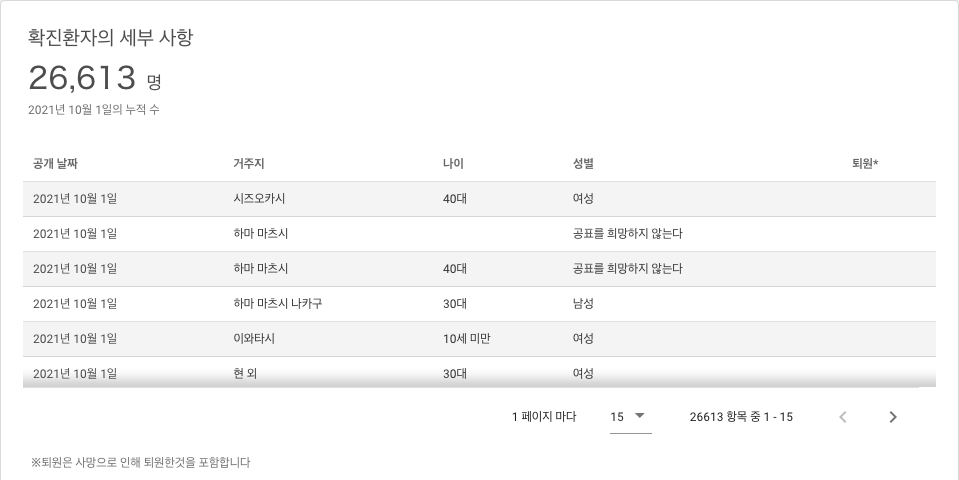 확진환자의 세부 사항
26,613 명
2021년 10월 1일의 누적 수
공개 날짜 거주지 나이 성별 퇴원*
2021년 10월 1일 시즈오카시 40대 여성
2021년 10월 1일 하마 마츠시 공표를 희망하지 않는다
2021년 10월 1일 하마 마츠시 40대 공표를 희망하지 않는다
2021년 10월 1일 하마 마츠시 나카구 30대 남성
2021년 10월 1일 이와타시 10세 미만 여성
2021년 10월 1일 현 외 30대 여성
1 페이지 마다 15 26613 항목 중 1 - 15
※퇴원은 사망으로 인해 퇴원한것을 포함합니다